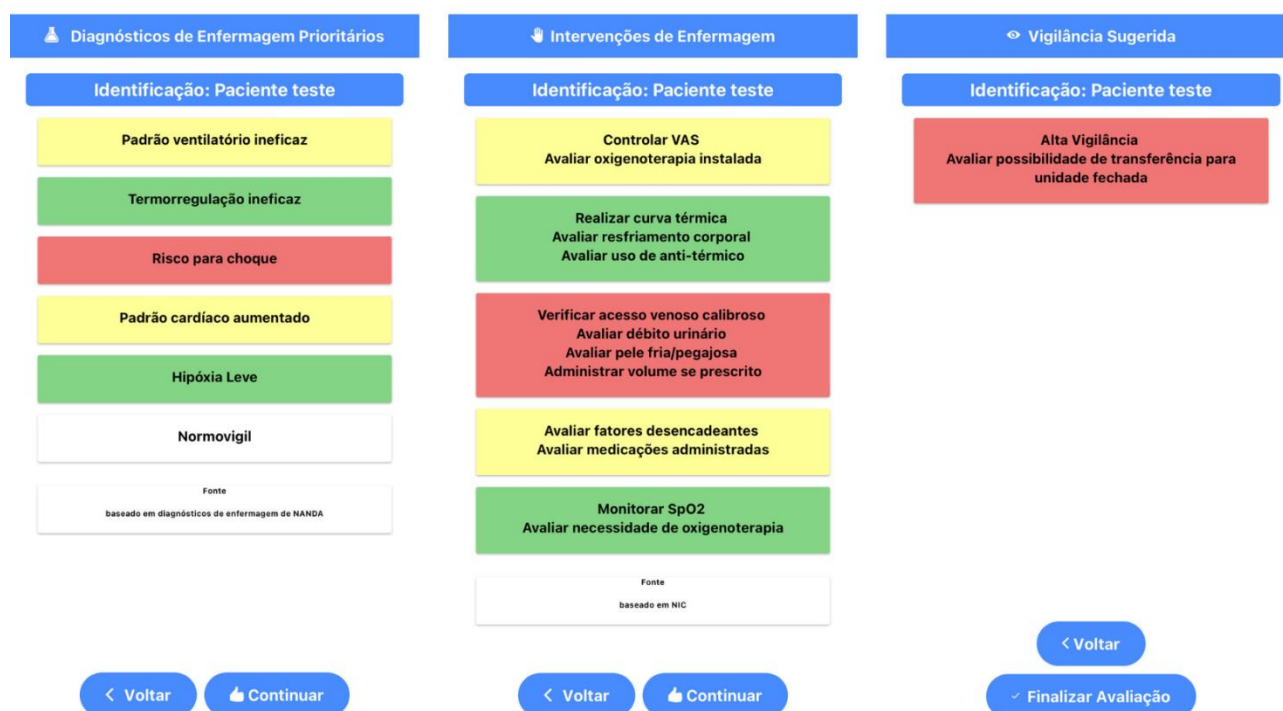 Diagnósticos de Enfermagem Prioritários
Identificação: Paciente teste
Padrão ventilatório ineficaz
Termorregulação ineficaz
Risco para choque
Padrão cardíaco aumentado
Hipóxia Leve
Normovigil
Fonte
baseado em diagnósticos de enfermagem de NANDA
Voltar
Continuar
Intervenções de Enfermagem
Identificação: Paciente teste
Controlar VAS
Avaliar oxigenoterapia instalada
Realizar curva térmica
Avaliar resfriamento corporal
Avaliar uso de anti-térmico
Verificar acesso venoso calibroso
Avaliar débito urinário
Avaliar pele fria/pegajosa
Administrar volume se prescrito
Avaliar fatores desencadeantes
Avaliar medicações administradas
Monitorar SpO2
Avaliar necessidade de oxigenoterapia
Fonte
baseado em NIC
Voltar
Continuar
Vigilância Sugerida
Identificação: Paciente teste
Alta Vigilância
Avaliar possibilidade de transferência para
unidade fechada
Voltar
Finalizar Avaliação